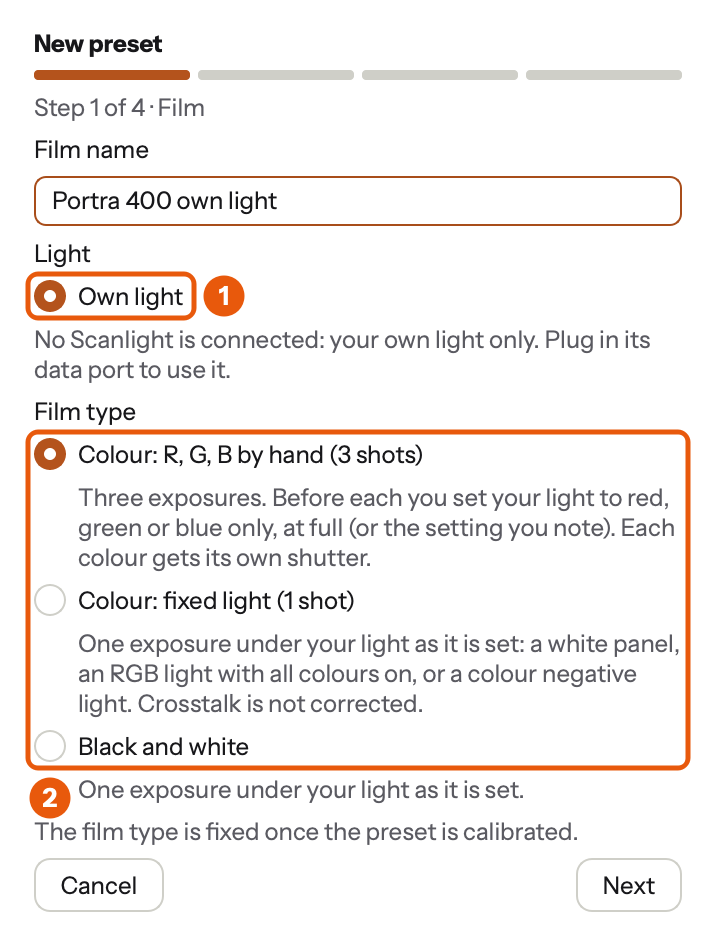 New preset
Step 1 of 4 · Film
Film name
Portra 400 own light
Light
Own light
1
No Scanlight is connected: your own light only. Plug in its
data port to use it.
Film type
Colour: R, G, B by hand (3 shots)
Three exposures. Before each you set your light to red,
green or blue only, at full (or the setting you note). Each
colour gets its own shutter.
Colour: fixed light (1 shot)
One exposure under your light as it is set: a white panel,
an RGB light with all colours on, or a colour negative
light. Crosstalk is not corrected.
Black and white
2
One exposure under your light as it is set.
The film type is fixed once the preset is calibrated.
Cancel
Next